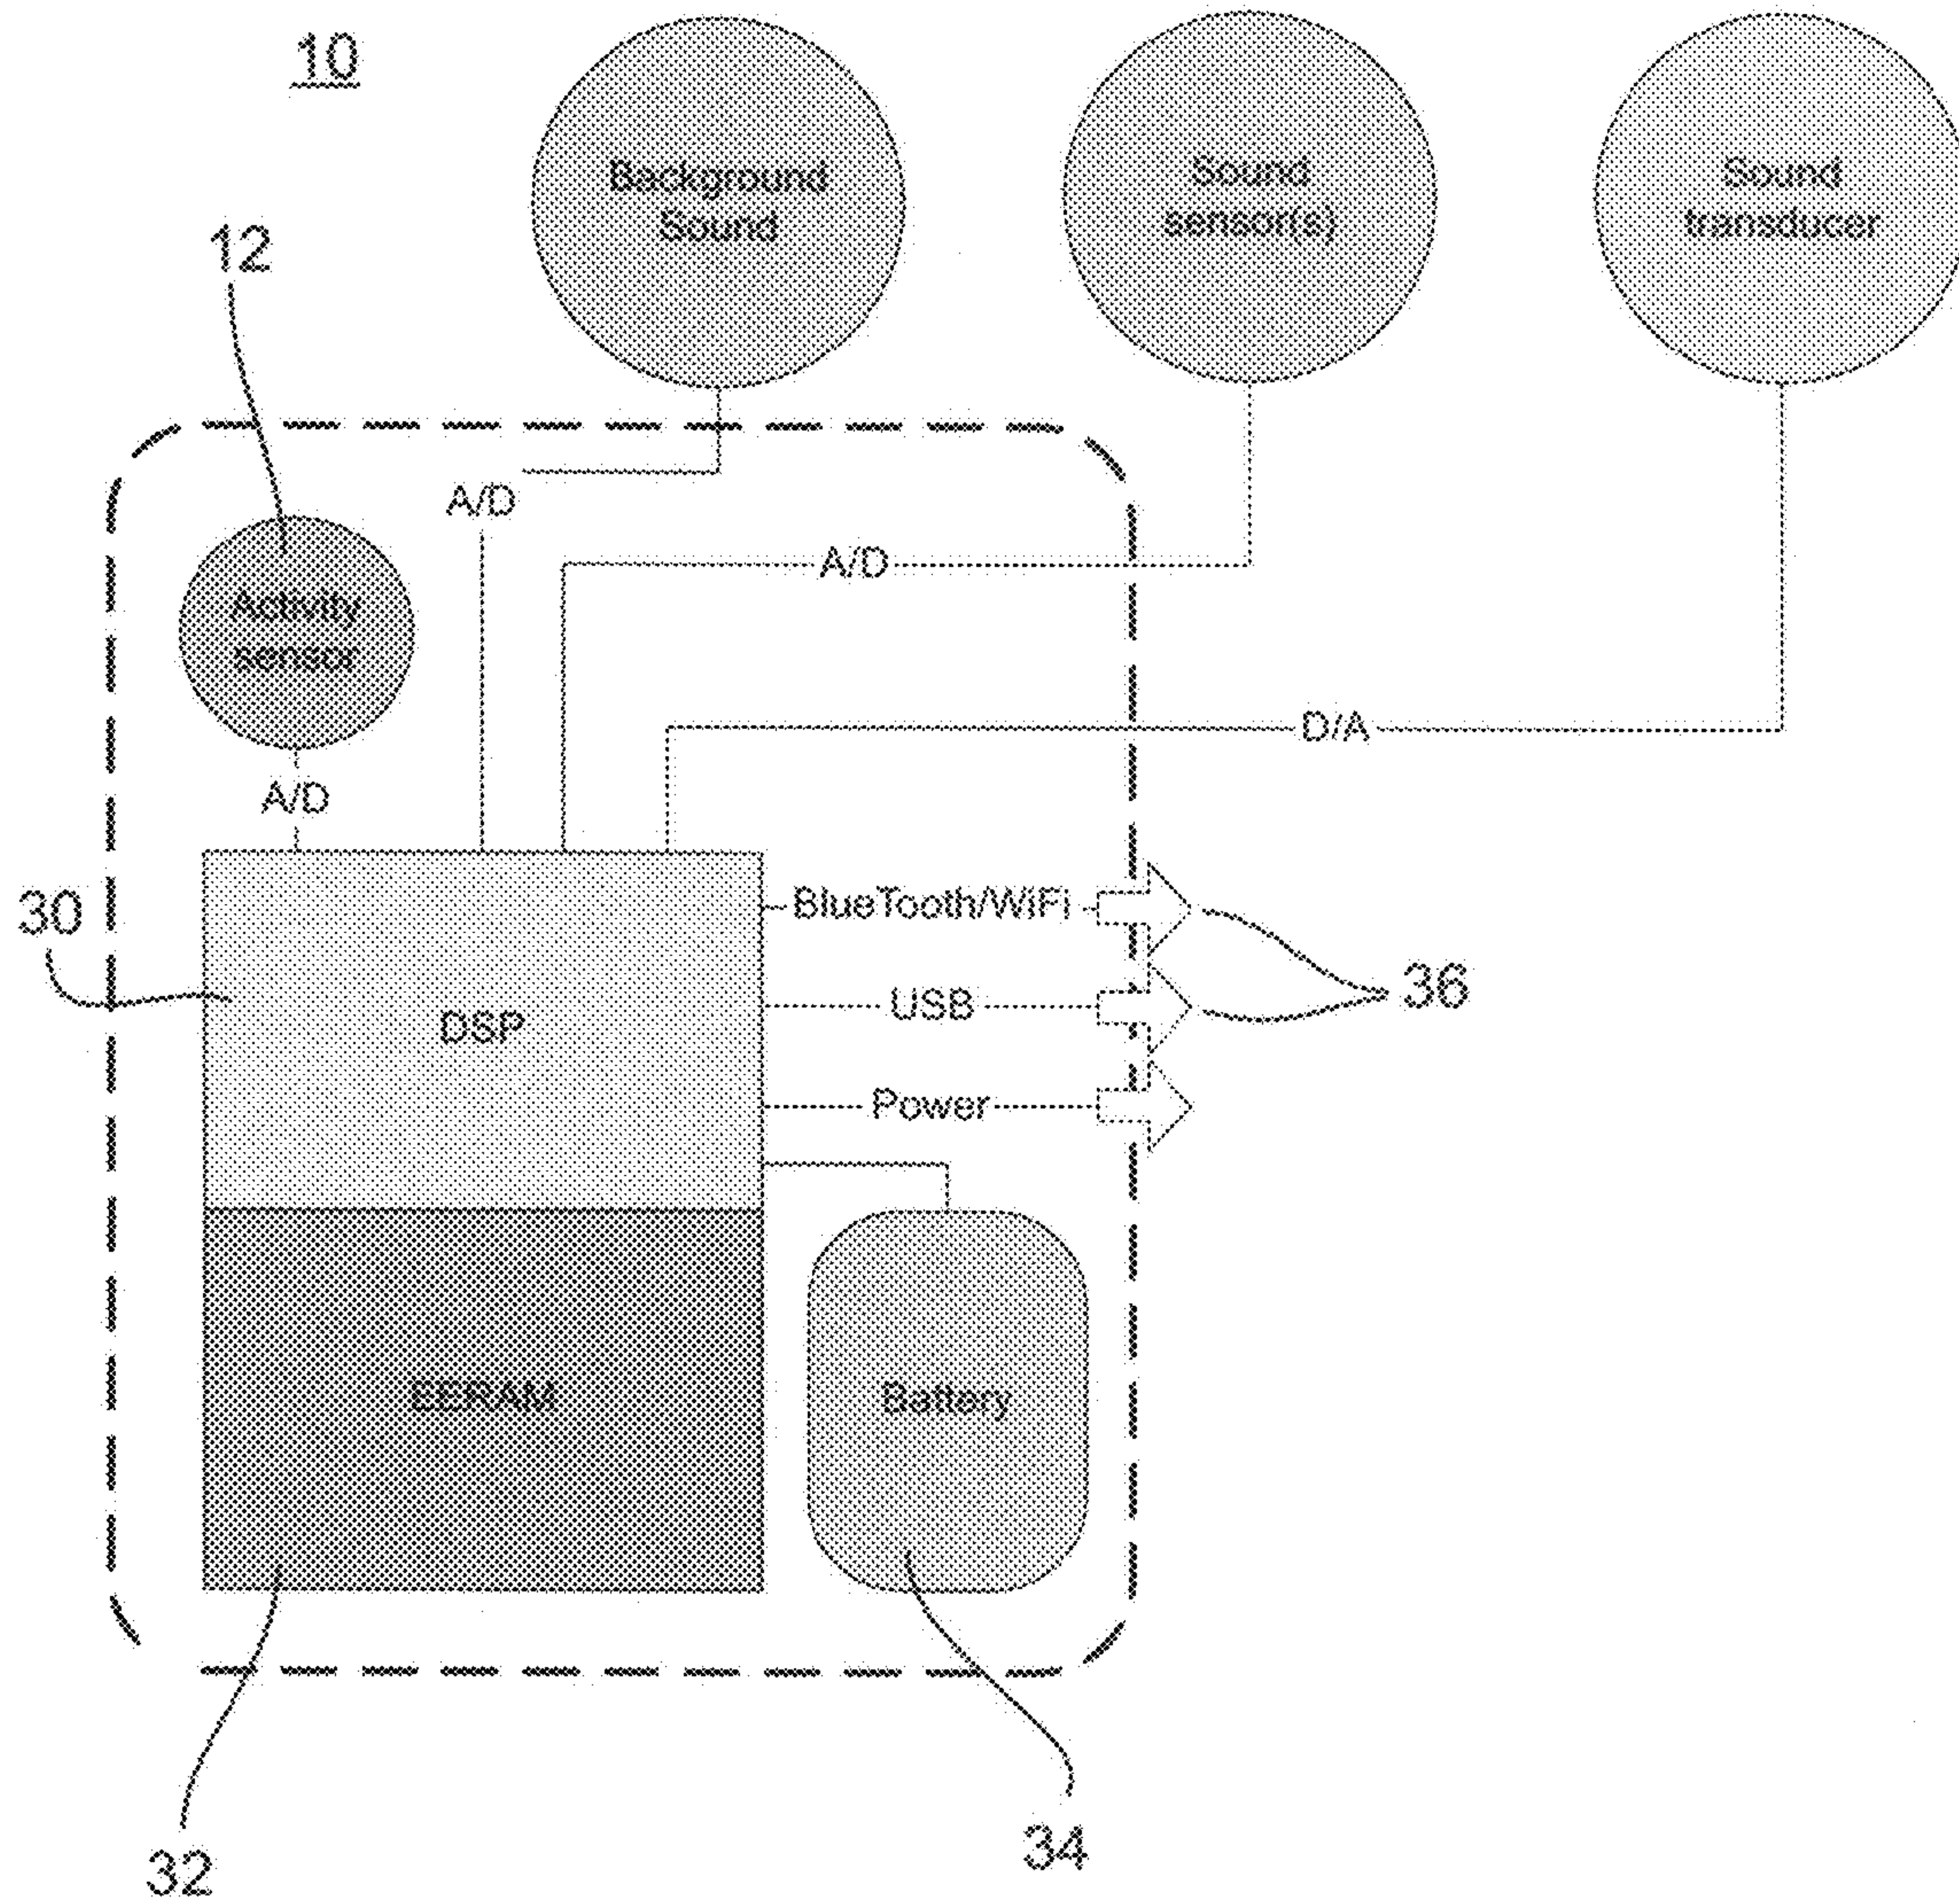 10
Background
Sound
Sound
sensor(s)
Sound
transducer
12
A/D
A/D
Activity
sensor
D/A
A/D
30
BlueTooth/WiFi
36
USB
DSP
Power
EERAM
Battery
32
34